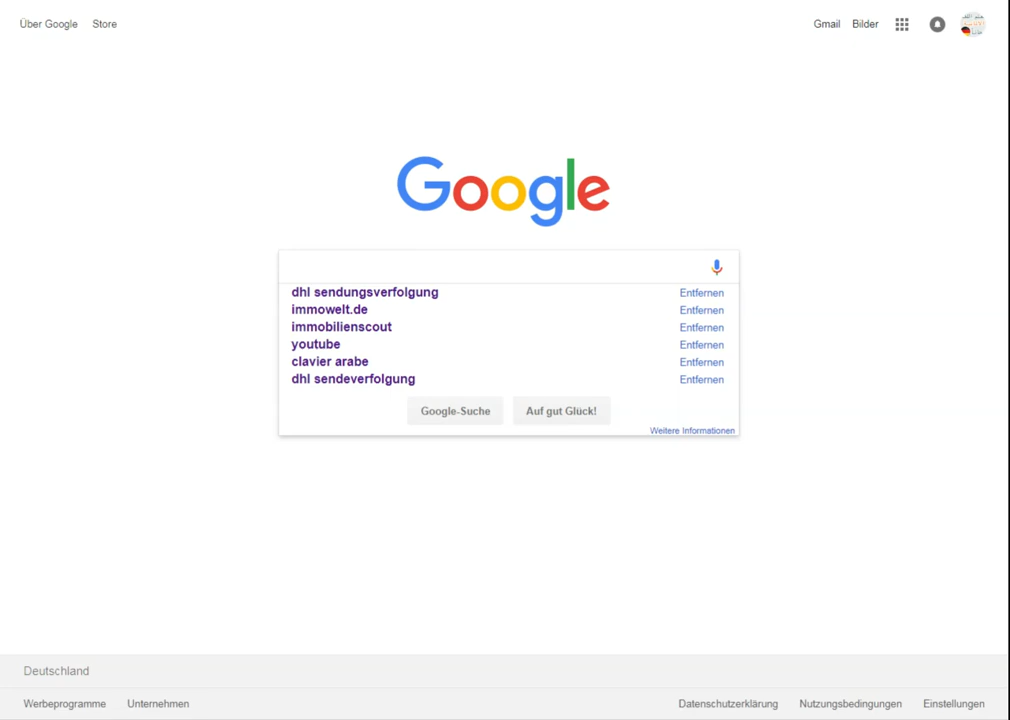 Über Google Store Gmail Bilder
Google
dhl sendungsverfolgung Entfernen
immowelt.de Entfernen
immobilienscout Entfernen
youtube Entfernen
clavier arabe Entfernen
dhl sendeverfolgung Entfernen
Google-Suche Auf gut Glück!
Weitere Informationen
Deutschland
Werbeprogramme Unternehmen Datenschutzerklärung Nutzungsbedingungen Einstellungen